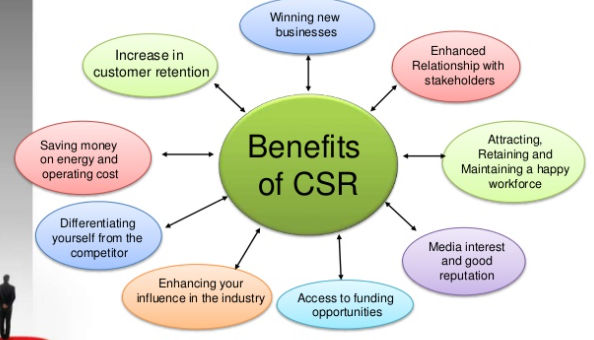 Winning new
businesses
Increase in
customer retention
Enhanced
Relationship with
stakeholders
Benefits
of CSR
Saving money
on energy and
operating cost
Attracting,
Retaining and
Maintaining a happy
workforce
Differentiating
yourself from the
competitor
Media interest
and good
reputation
Enhancing your
influence in the industry
Access to funding
opportunities